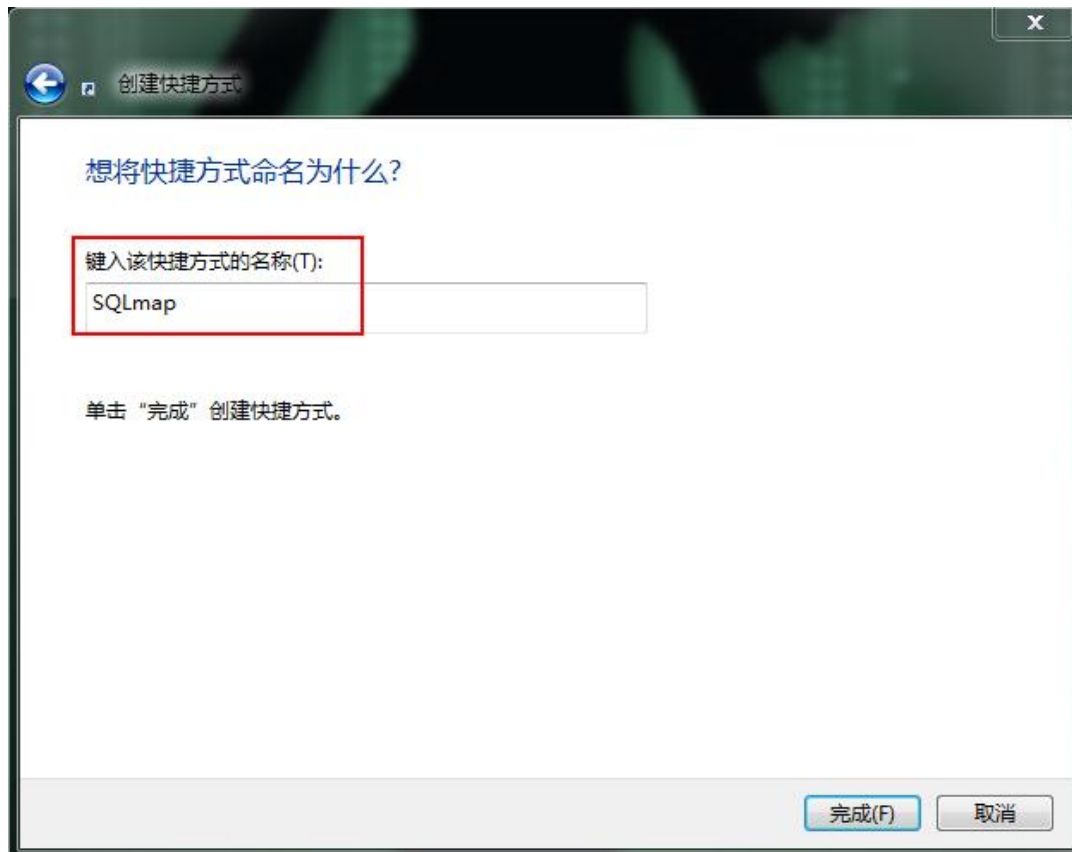 创建快捷方式
想将快捷方式命名为什么?
键入该快捷方式的名称(T):
SQLmap
单击“完成”创建快捷方式。
完成(F)
取消